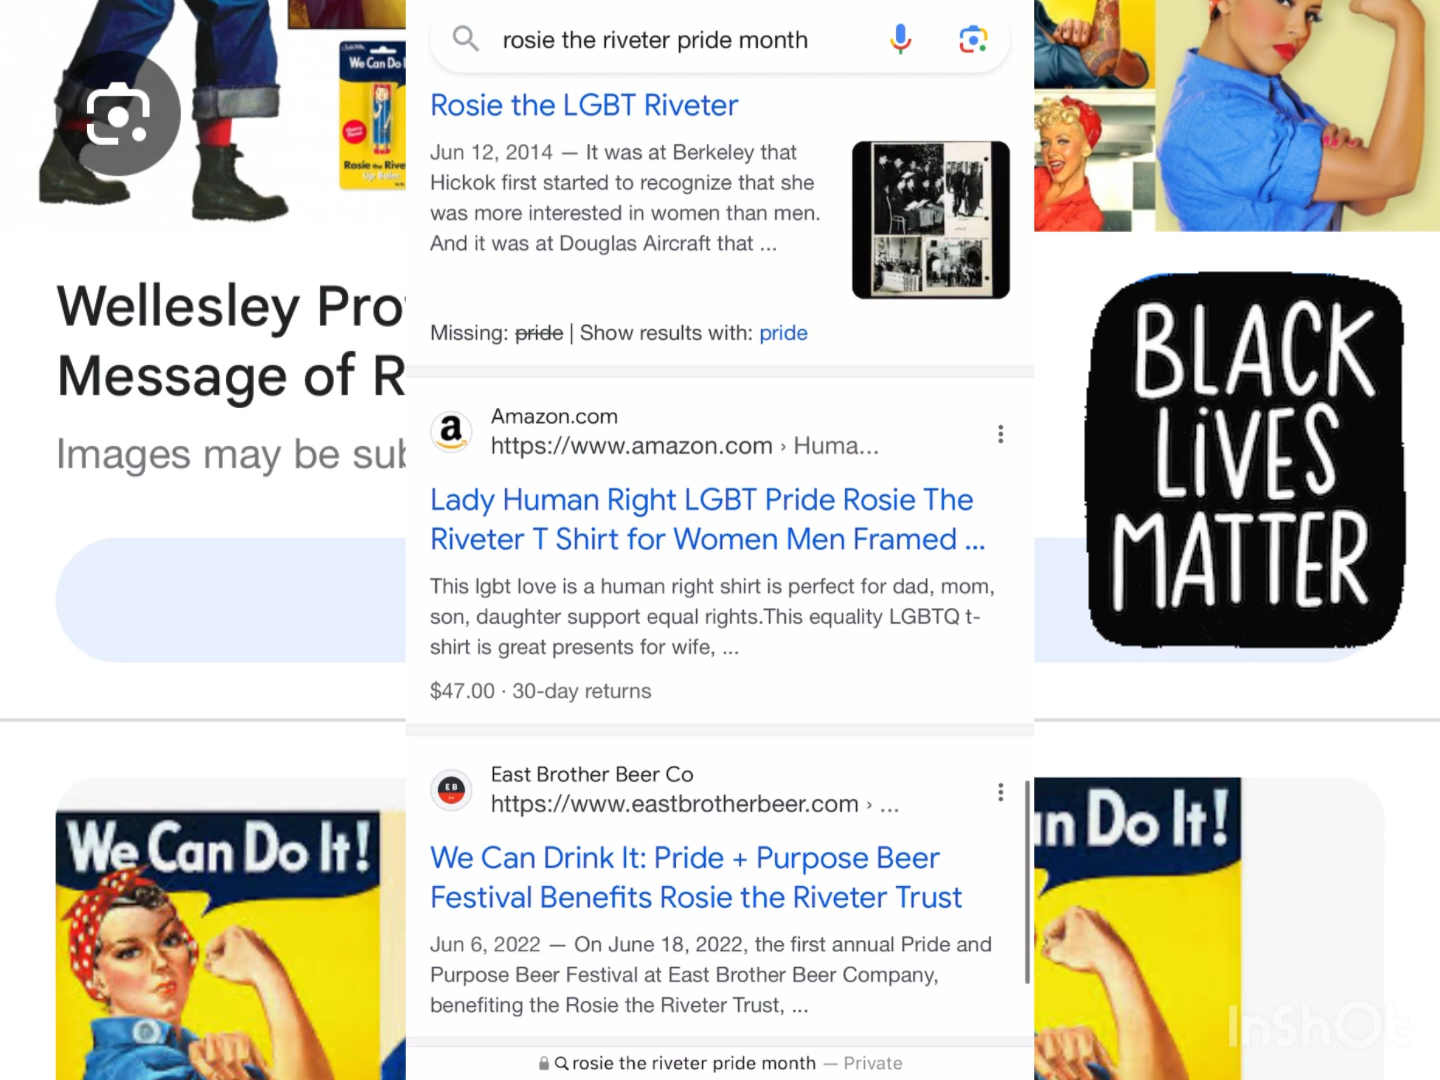 rosie the riveter pride month
Rosie the LGBT Riveter
Jun 12, 2014 — It was at Berkeley that
Hickok first started to recognize that she
was more interested in women than men.
And it was at Douglas Aircraft that ...
Missing: pride | Show results with: pride
Amazon.com
https://www.amazon.com › Huma...
Lady Human Right LGBT Pride Rosie The
Riveter T Shirt for Women Men Framed ...
This lgbt love is a human right shirt is perfect for dad, mom,
son, daughter support equal rights.This equality LGBTQ t-
shirt is great presents for wife, ...
$47.00 · 30-day returns
East Brother Beer Co
https://www.eastbrotherbeer.com › ...
We Can Drink It: Pride + Purpose Beer
Festival Benefits Rosie the Riveter Trust
Jun 6, 2022 — On June 18, 2022, the first annual Pride and
Purpose Beer Festival at East Brother Beer Company,
benefiting the Rosie the Riveter Trust, ...
rosie the riveter pride month — Private
We Can Do I
Rosie the Rive
Lip Balm
Wellesley Pro
Message of R
Images may be sub
We Can Do It!
BLACK
LiVES
MATTER
n Do It!
InShOt